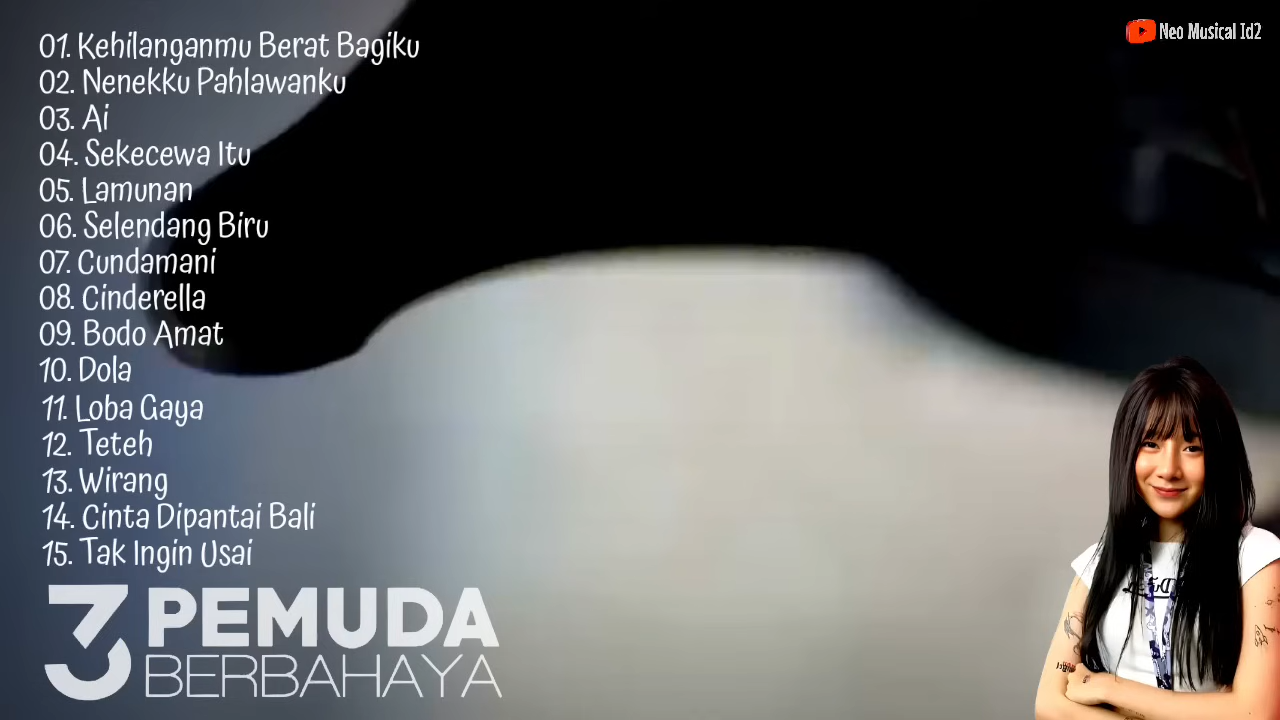 01. Kehilanganmu Berat Bagiku
02. Nenekku Pahlawanku
03. Ai
04. Sekecewa Itu
05. Lamunan
06. Selendang Biru
07. Cundamani
08. Cinderella
09. Bodo Amat
10. Dola
11. Loba Gaya
12. Teteh
13. Wirang
14. Cinta Dipantai Bali
15. Tak Ingin Usai
3 PEMUDA
BERBAHAYA
Neo Musical Id2